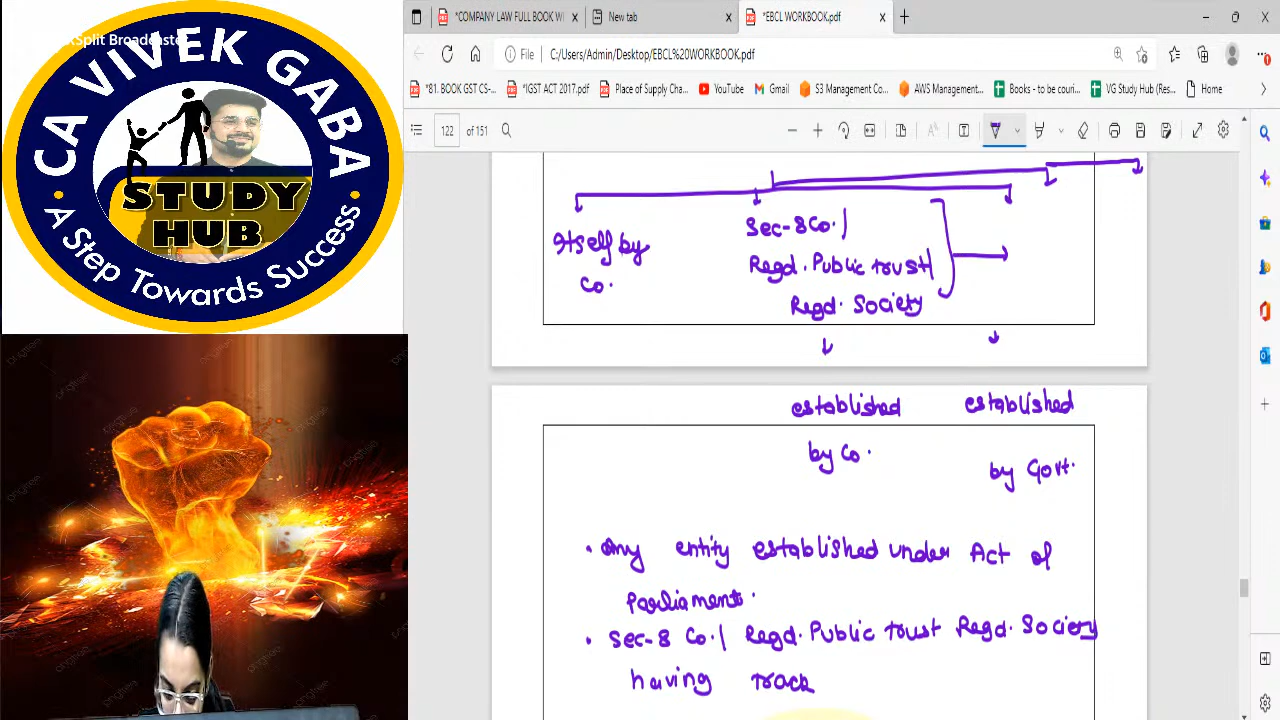 XSplit Broadcaster
CA VIVEK GABA
STUDY
HUB
A Step Towards Success
*COMPANY LAW FULL BOOK (WI
New tab
*EBCL WORKBOOK.pdf
File
C:/Users/Admin/Desktop/EBCL%20WORKBOOK.pdf
*81. BOOK GST CS-...
*IGST ACT 2017.pdf
Place of Supply Cha...
YouTube
Gmail
S3 Management Co...
AWS Management...
Books - to be couri...
VG Study Hub (Res...
Home
122 of 151
Itself by
Co.
Sec-8 Co. /
Regd. Public trust/
Regd. Society
established
by Co.
established
by Govt.
• Any entity established under Act of
Parliaments.
• Sec-8 Co. / Regd. Public trust Regd. Society
having track
pngtree